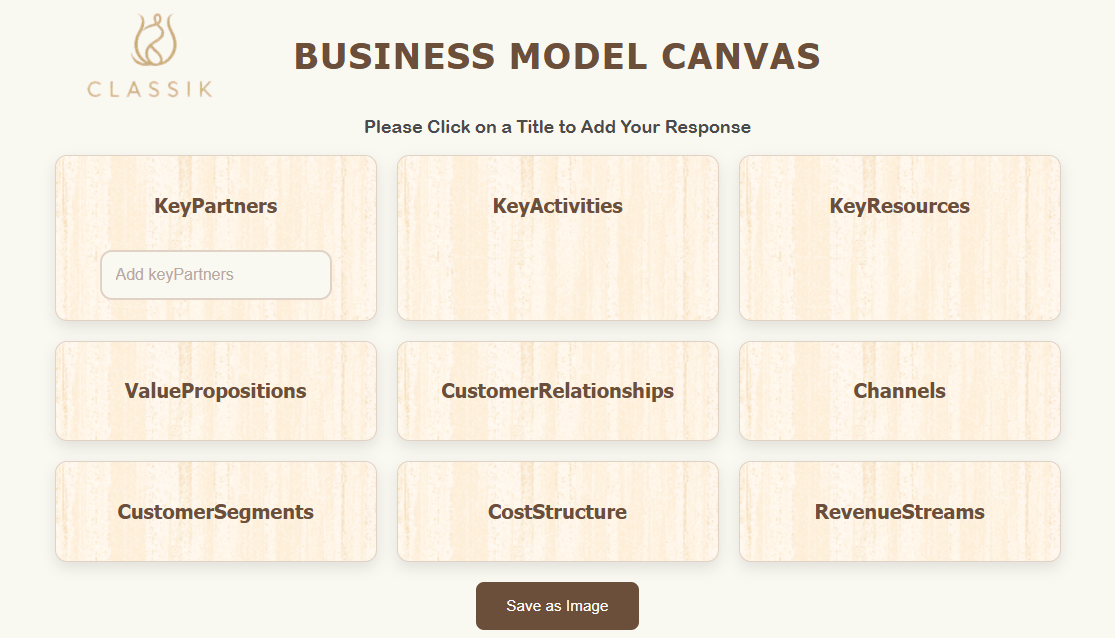 CLASSIK
BUSINESS MODEL CANVAS
Please Click on a Title to Add Your Response
KeyPartners
Add keyPartners
KeyActivities
KeyResources
ValuePropositions
CustomerRelationships
Channels
CustomerSegments
CostStructure
RevenueStreams
Save as Image